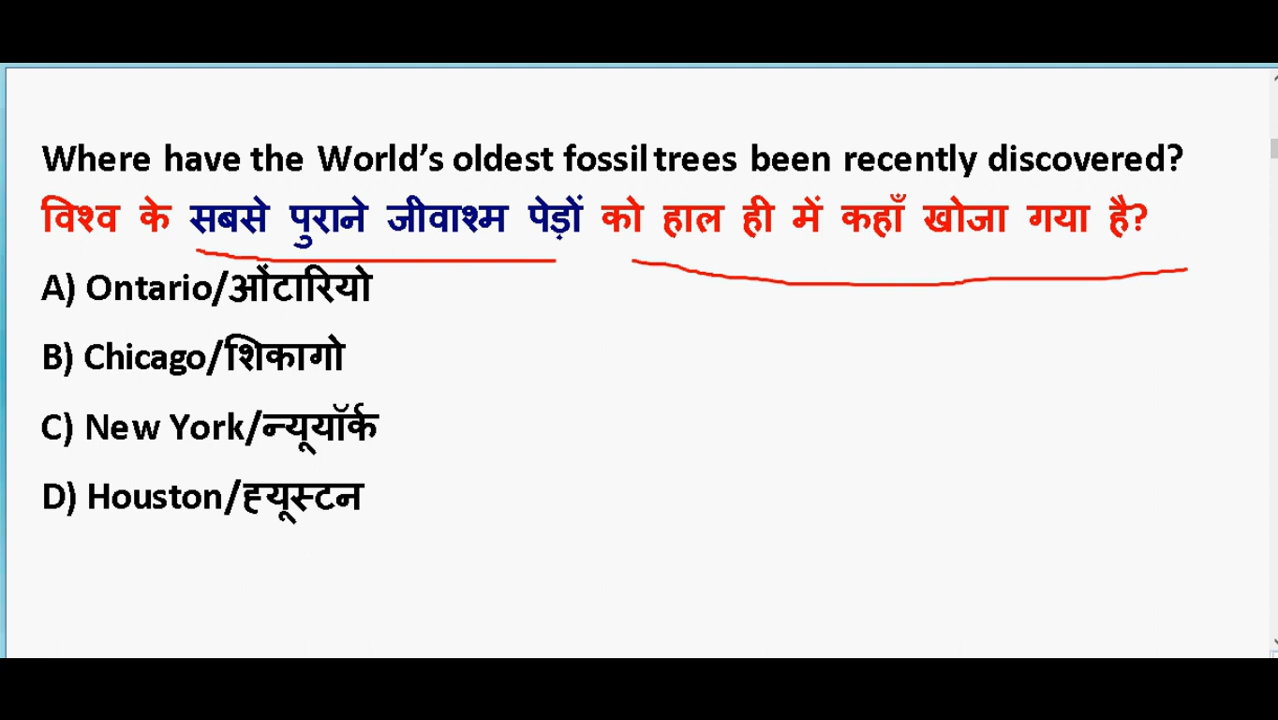 Where have the World's oldest fossil trees been recently discovered?
विश्व के सबसे पुराने जीवाश्म पेड़ों को हाल ही में कहाँ खोजा गया है?
A) Ontario/ओंटारियो
B) Chicago/शिकागो
C) New York/न्यूयॉर्क
D) Houston/ह्यूस्टन